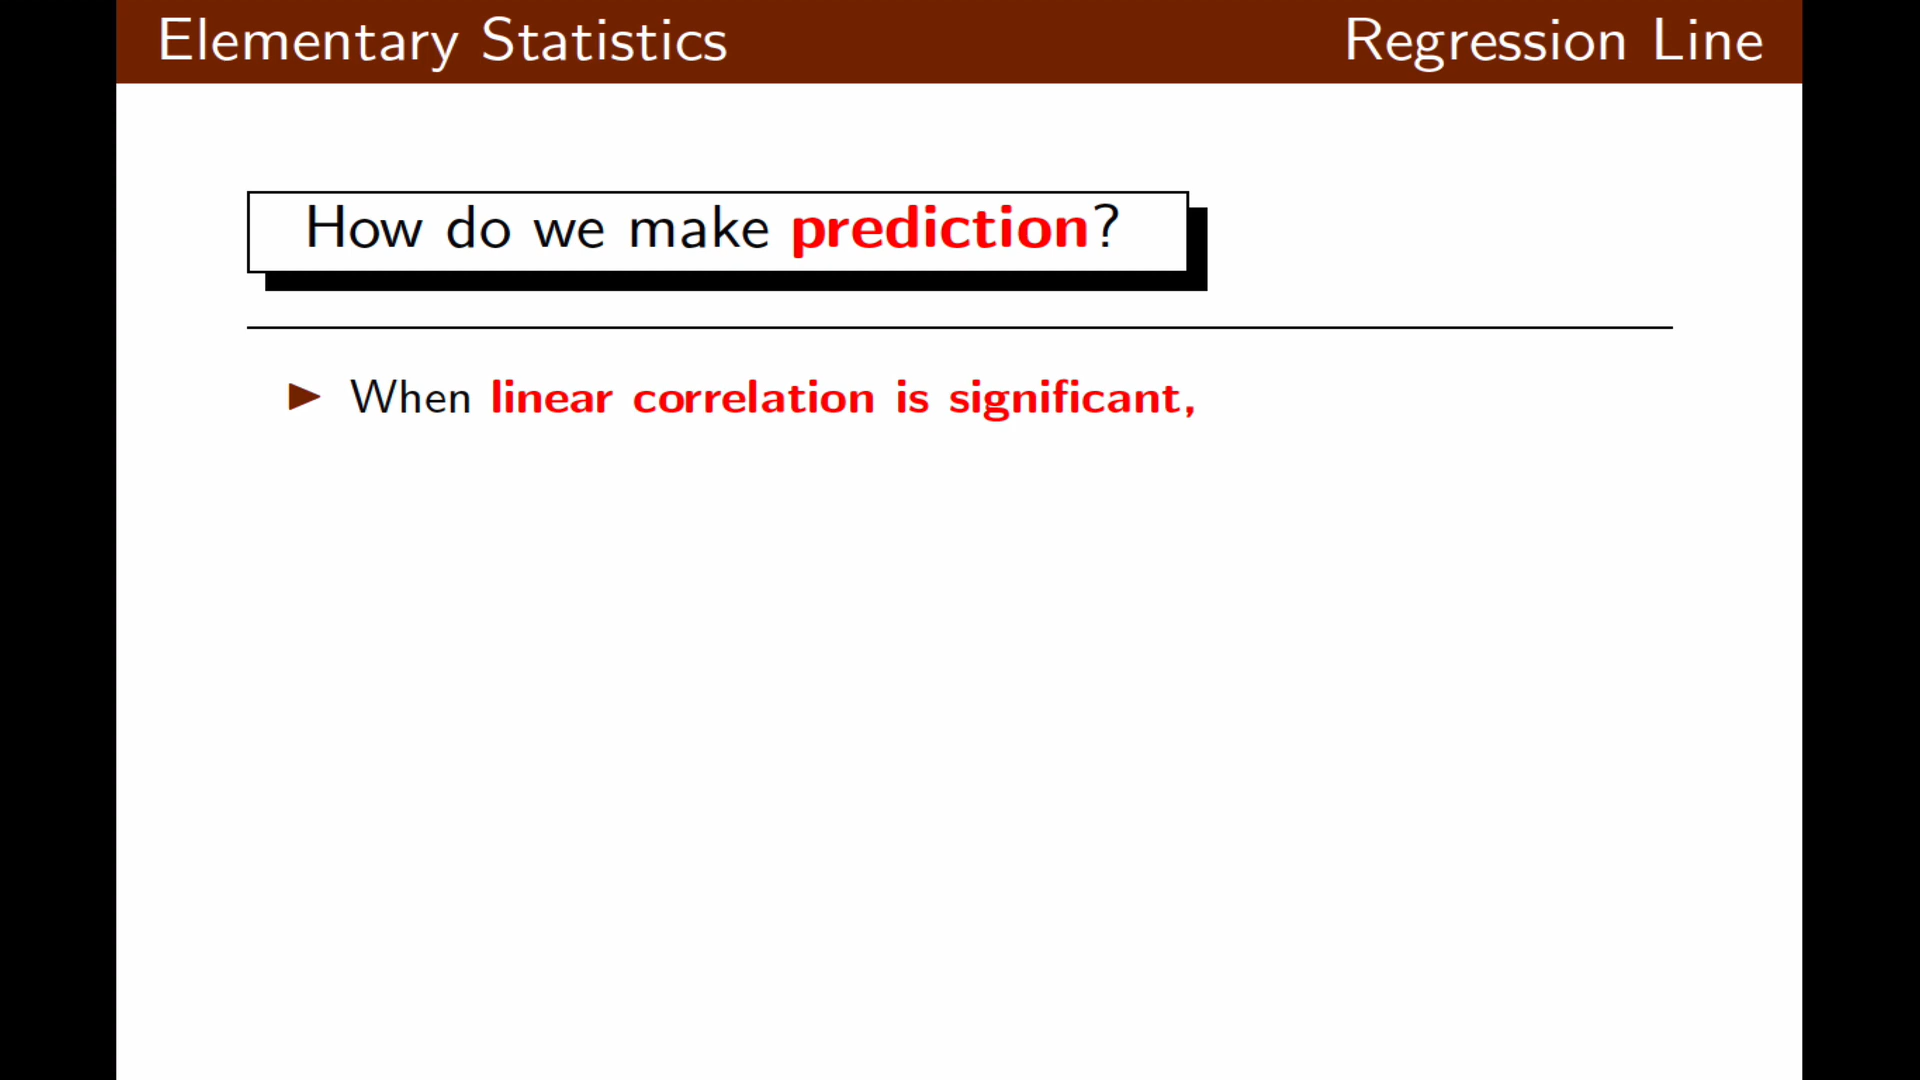 Elementary Statistics Regression Line
How do we make prediction?
When linear correlation is significant,